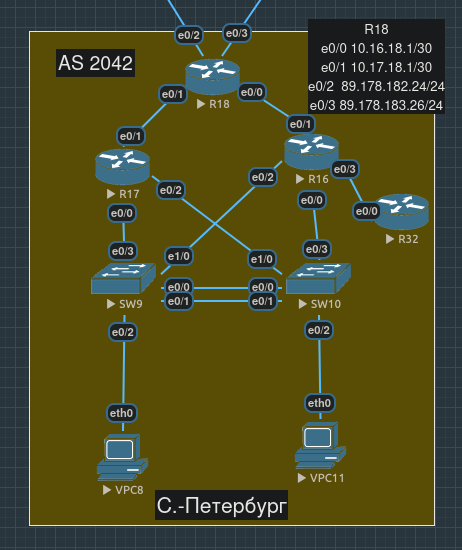 e0/2
e0/3
R18
e0/0 10.16.18.1/30
e0/1 10.17.18.1/30
e0/2 89.178.182.24/24
e0/3 89.178.183.26/24
AS 2042
R18
e0/1
e0/0
e0/1
e0/1
R17
R16
e0/2
e0/3
e0/2
e0/0
e0/0
e0/0
R32
e0/3
e0/3
e1/0
e1/0
e0/0
e0/0
e0/1
e0/1
SW9
SW10
e0/2
e0/2
eth0
eth0
VPC8
VPC11
С.-Петербург